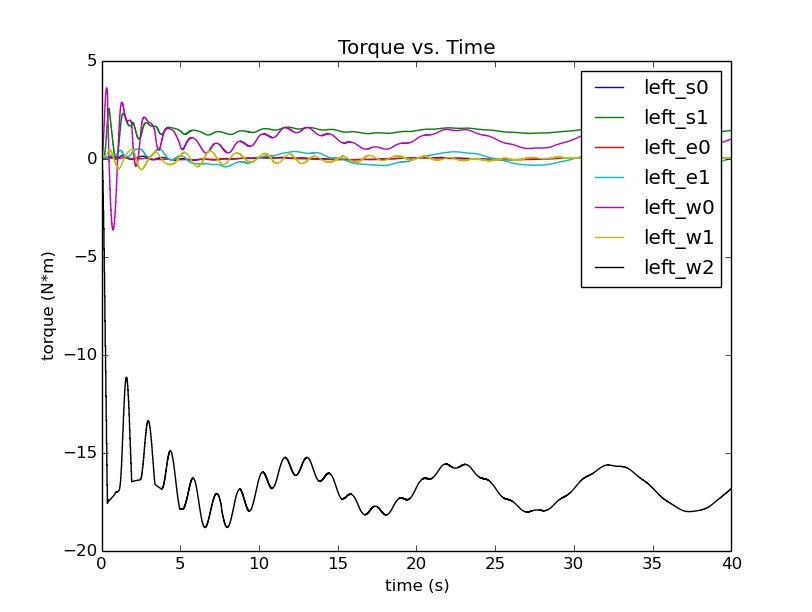 Torque vs. Time
5
0
−5
−10
−15
−20
torque (N*m)
left_s0
left_s1
left_e0
left_e1
left_w0
left_w1
left_w2
0 5 10 15 20 25 30 35 40
time (s)